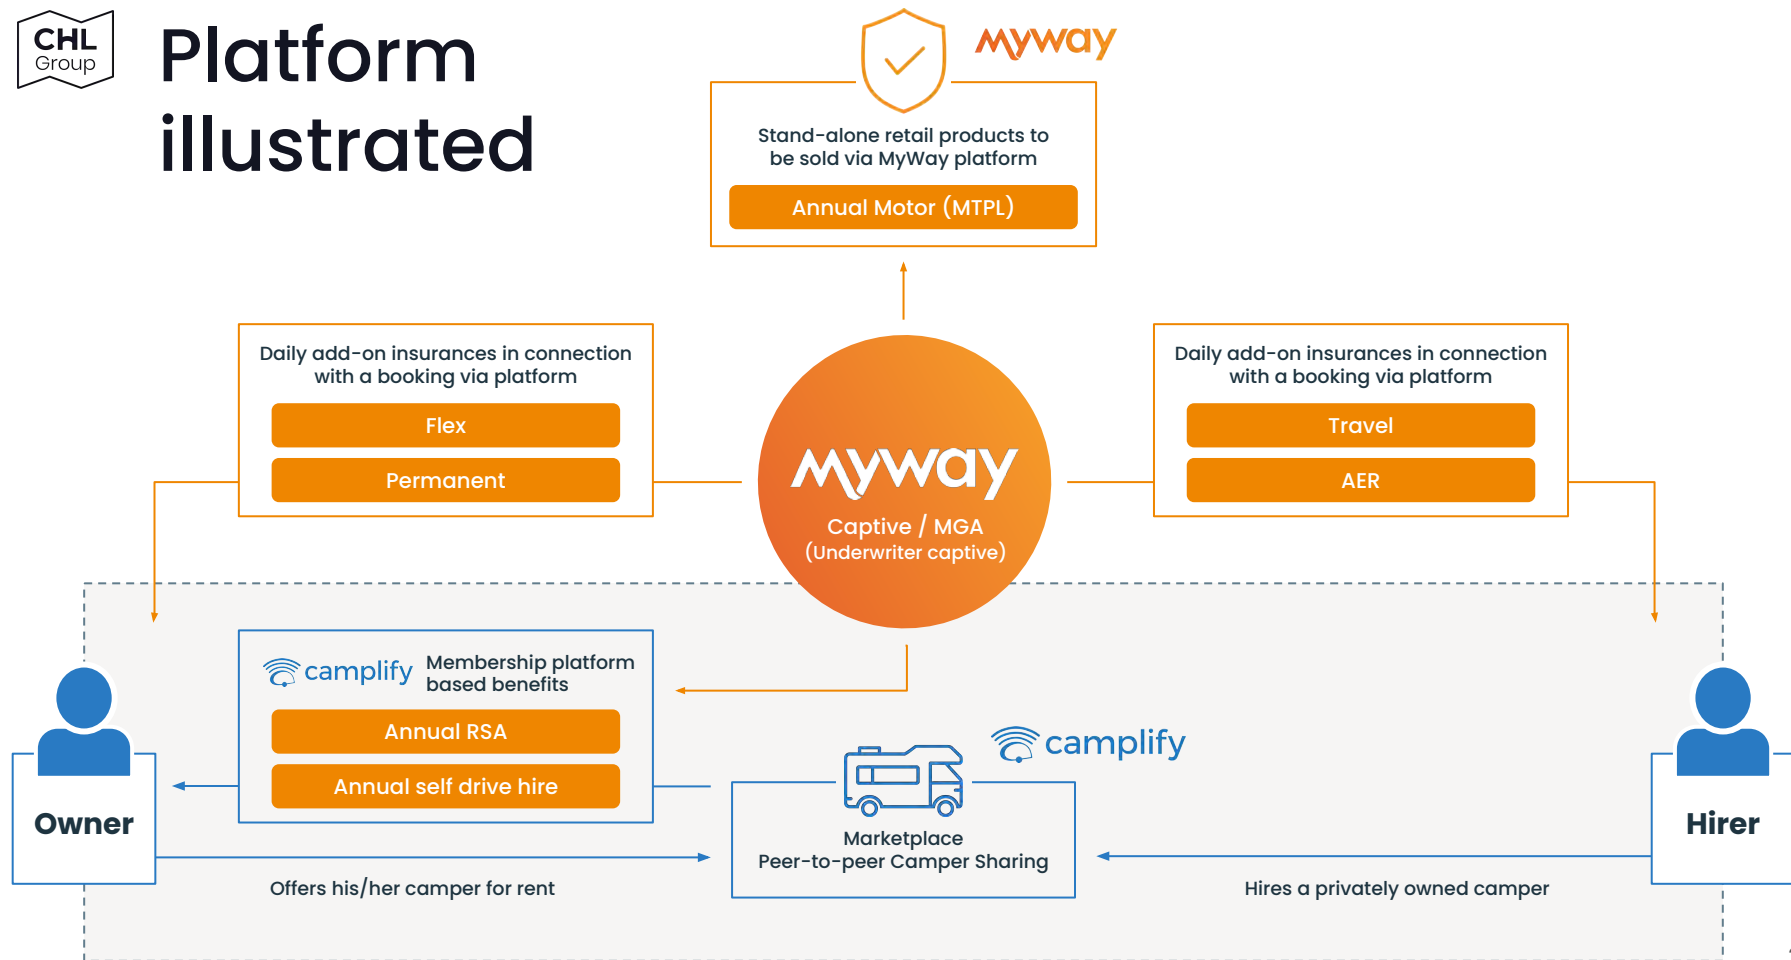 CHL
Group
Platform
illustrated
myway
Stand-alone retail products to
be sold via MyWay platform
Annual Motor (MTPL)
Daily add-on insurances in connection
with a booking via platform
Flex
Permanent
myway
Captive / MGA
(Underwriter captive)
Daily add-on insurances in connection
with a booking via platform
Travel
AER
camplify
Membership platform
based benefits
Annual RSA
Annual self drive hire
camplify
Marketplace
Peer-to-peer Camper Sharing
Owner
Offers his/her camper for rent
Hirer
Hires a privately owned camper